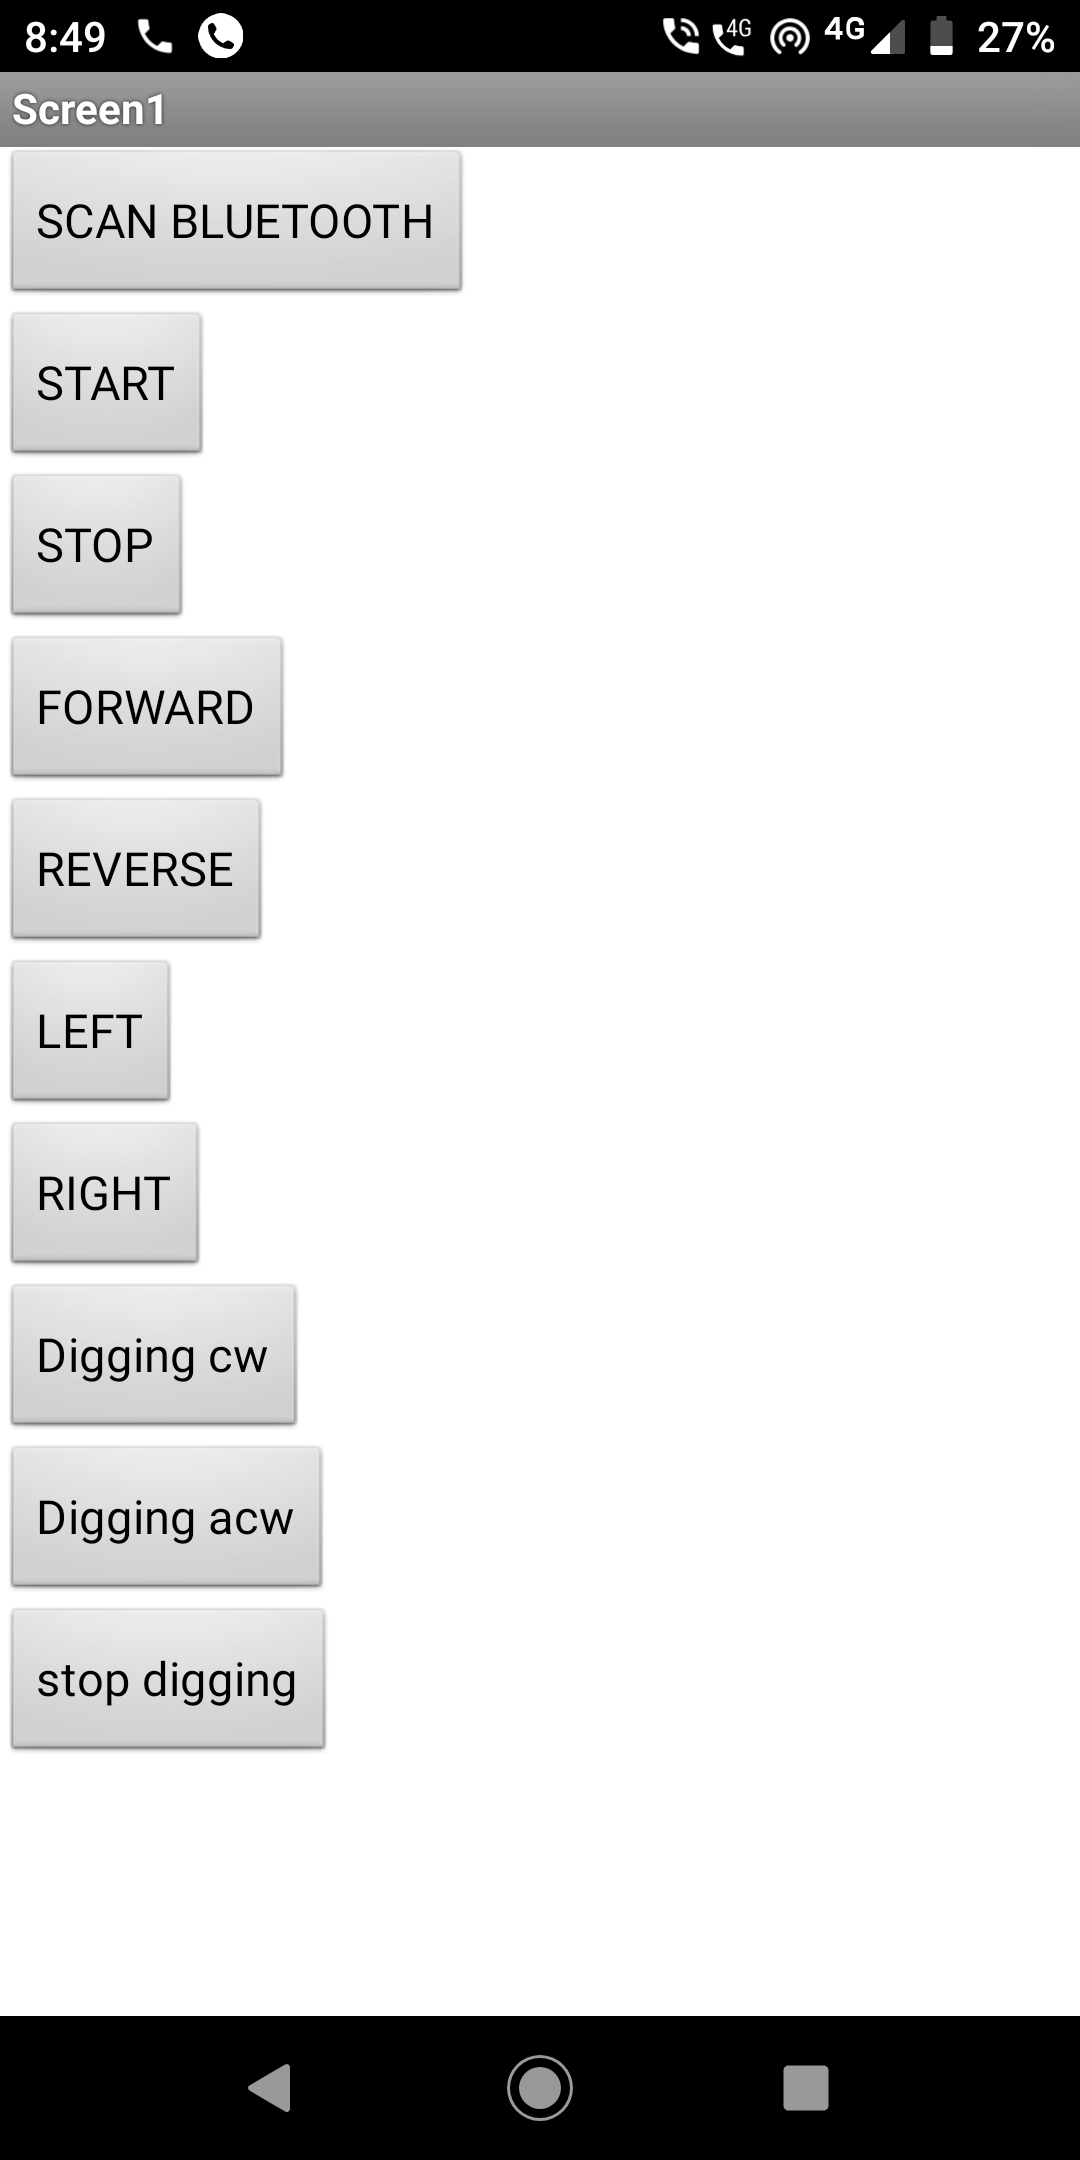 8:49 4G 4G 27%
Screen1
SCAN BLUETOOTH
START
STOP
FORWARD
REVERSE
LEFT
RIGHT
Digging cw
Digging acw
stop digging